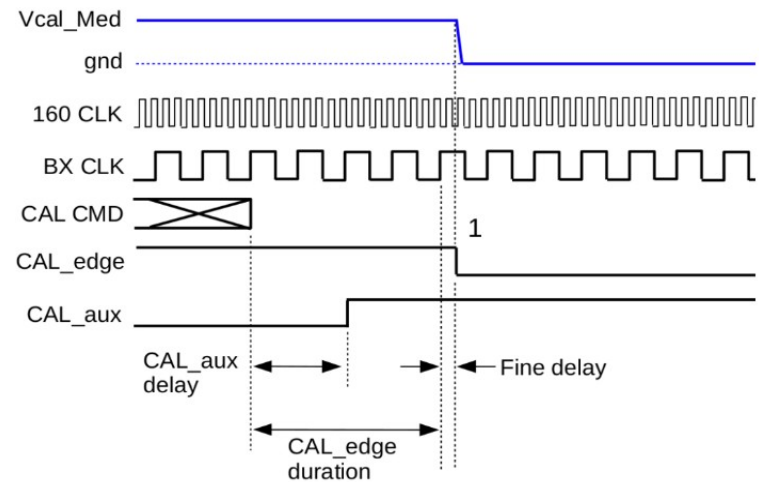 Vcal_Med
gnd
160 CLK
BX CLK
CAL CMD
1
CAL_edge
CAL_aux
CAL_aux
delay
Fine delay
CAL_edge
duration